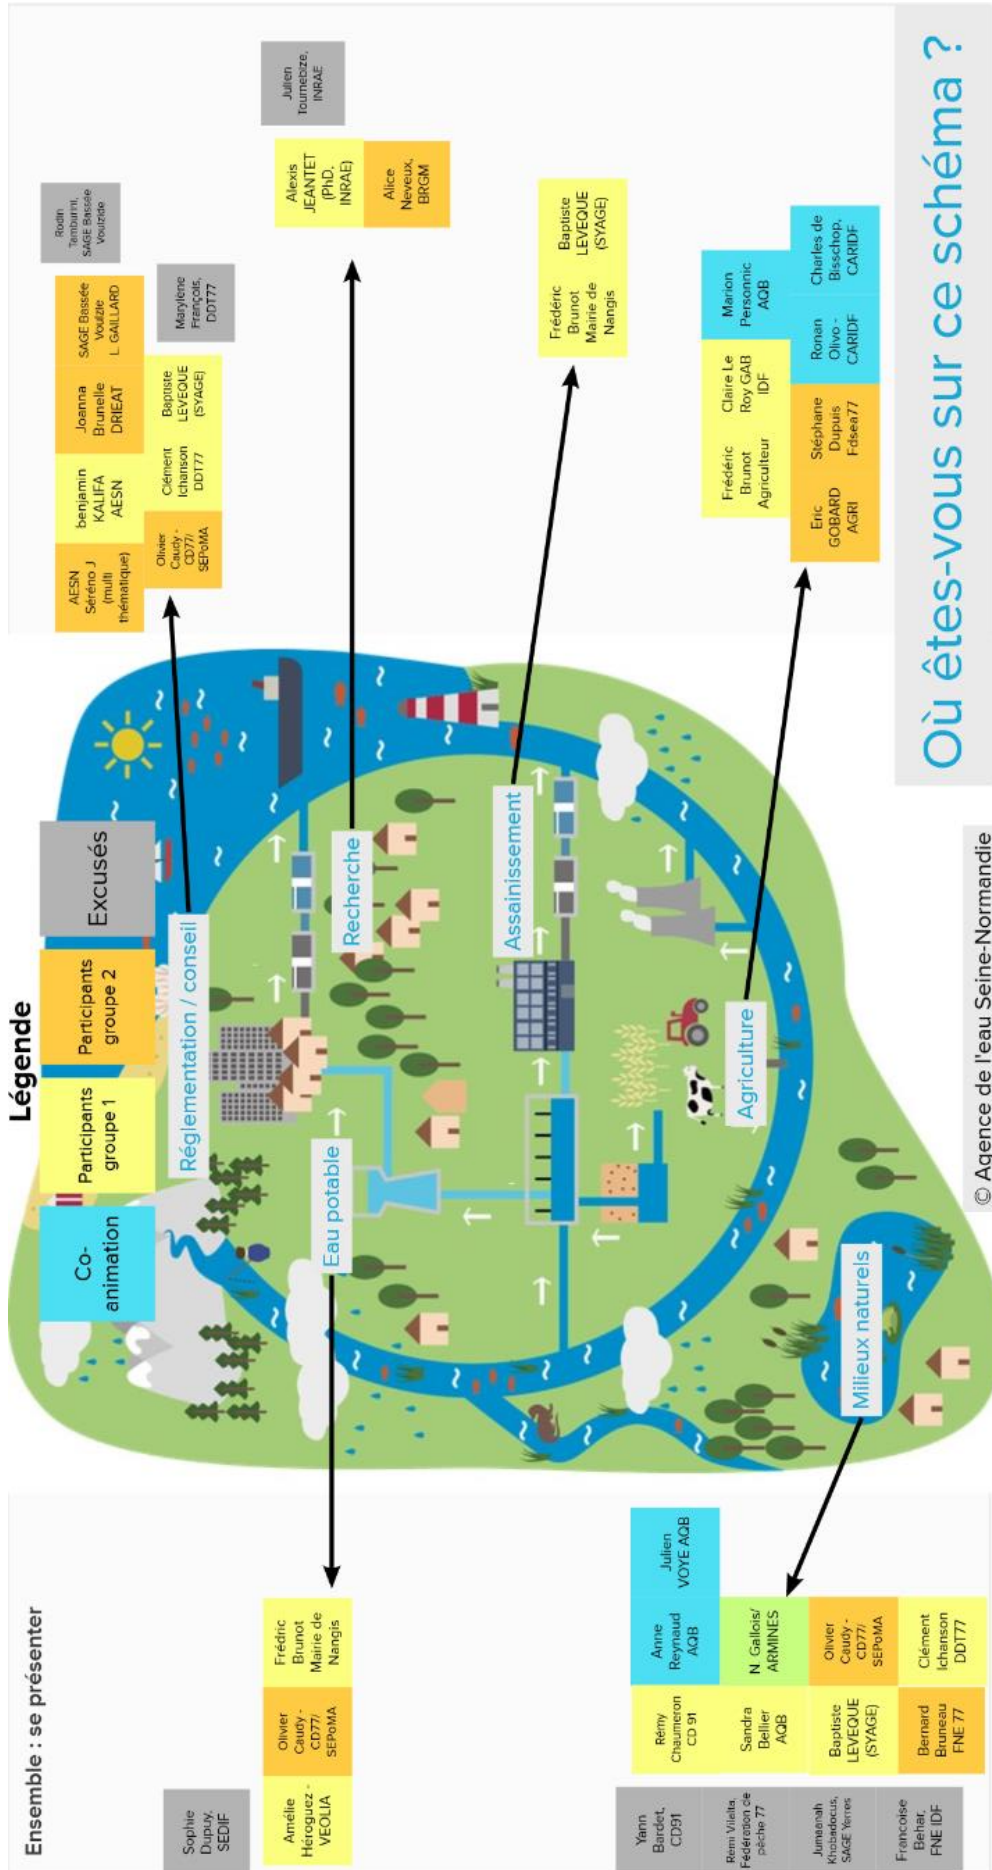 Ensemble : se présenter
Légende
Co-
animation
Participants
groupe 1
Participants
groupe 2
Excusés
Sophie
Dupuy,
SEDIF
Amélie
Héroguez -
VEOLIA
Olivier
Caudy -
CD77/
SEPoMA
Frédric
Brunot
Mairie de
Nangis
Yann
Bardet,
CD91
Rémi Vilalta,
Fédération de
pêche 77
Jumaanah
Khobadocus,
SAGE Yerres
Francoise
Behar,
FNE IDF
Rémy
Chaumeron
CD 91
Sandra
Bellier
AQB
Baptiste
LEVEQUE
(SYAGE)
Bernard
Bruneau
FNE 77
Anne
Reynaud
AQB
N. Gallois/
ARMINES
Olivier
Caudy -
CD77/
SEPoMA
Clément
Ichanson
DDT77
Julien
VOYE AQB
Réglementation / conseil
Eau potable
Recherche
Assainissement
Agriculture
Milieux naturels
AESN
Séréno J
(multi
thématique)
benjamin
KALIFA
AESN
Joanna
Brunelle
DRIEAT
SAGE Bassée
Voulzie
L. GAILLARD
Rodin
Tamburini,
SAGE Bassée
Voulzide
Olivier
Caudy -
CD77/
SEPoMA
Clément
Ichanson
DDT77
Baptiste
LEVEQUE
(SYAGE)
Marylène
François,
DDT77
Alexis
JEANTET
(PhD,
INRAE)
Julien
Tournebize,
INRAE
Alice
Neveux,
BRGM
Frédéric
Brunot
Mairie de
Nangis
Baptiste
LEVEQUE
(SYAGE)
Frédéric
Brunot
Agriculteur
Claire Le
Roy GAB
IDF
Marion
Personnic
AQB
Eric
GOBARD
AGRI
Stéphane
Dupuis
Fdsea77
Ronan
Olivo -
CARIDF
Charles de
Bisschop,
CARIDF
© Agence de l'eau Seine-Normandie
Où êtes-vous sur ce schéma ?